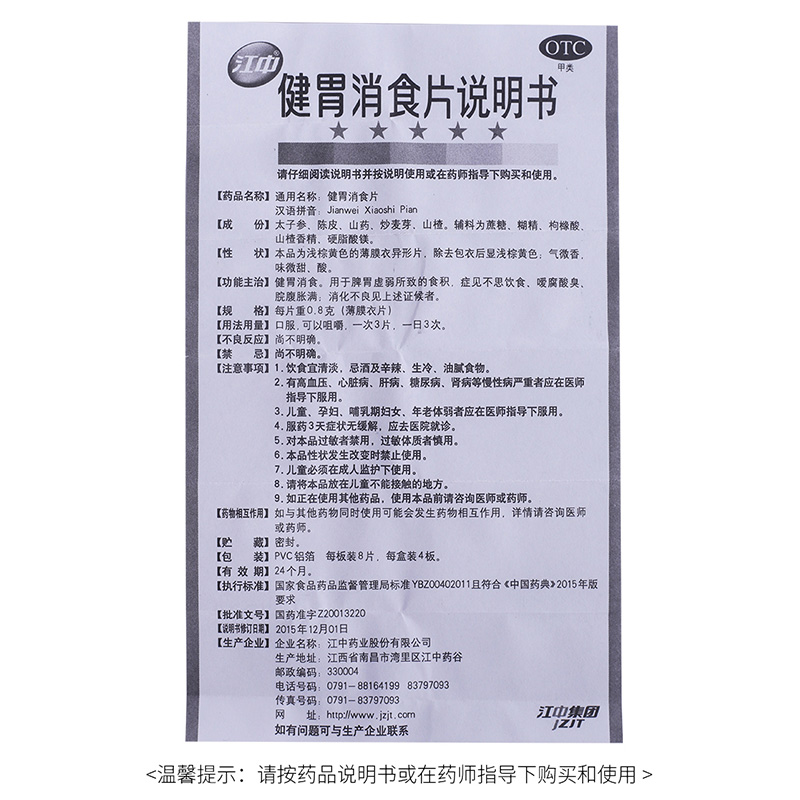 江中®
OTC
甲类
健胃消食片说明书
请仔细阅读说明书并按说明使用或在药师指导下购买和使用。
【药品名称】通用名称：健胃消食片
汉语拼音：Jianwei Xiaoshi Pian
【成 份】太子参、陈皮、山药、炒麦芽、山楂。辅料为蔗糖、糊精、枸橼酸、
山楂香精、硬脂酸镁。
【性 状】本品为浅棕黄色的薄膜衣异形片，除去包衣后显浅棕黄色；气微香，
味微甜、酸。
【功能主治】健胃消食。用于脾胃虚弱所致的食积，症见不思饮食、嗳腐酸臭、
脘腹胀满；消化不良见上述证候者。
【规 格】每片重0.8克（薄膜衣片）
【用法用量】口服，可以咀嚼，一次3片，一日3次。
【不良反应】尚不明确。
【禁 忌】尚不明确。
【注意事项】1.饮食宜清淡，忌酒及辛辣、生冷、油腻食物。
2.有高血压、心脏病、肝病、糖尿病、肾病等慢性病严重者应在医师
指导下服用。
3.儿童、孕妇、哺乳期妇女、年老体弱者应在医师指导下服用。
4.服药3天症状无缓解，应去医院就诊。
5.对本品过敏者禁用，过敏体质者慎用。
6.本品性状发生改变时禁止使用。
7.儿童必须在成人监护下使用。
8.请将本品放在儿童不能接触的地方。
9.如正在使用其他药品，使用本品前请咨询医师或药师。
【药物相互作用】如与其他药物同时使用可能会发生药物相互作用，详情请咨询医师
或药师。
【贮 藏】密封。
【包 装】PVC铝箔 每板装8片，每盒装4板。
【有 效 期】24个月。
【执行标准】国家食品药品监督管理局标准YBZ00402011且符合《中国药典》2015年版
要求
【批准文号】国药准字Z20013220
【说明书修订日期】2015年12月01日
【生产企业】企业名称：江中药业股份有限公司
生产地址：江西省南昌市湾里区江中药谷
邮政编码：330004
电话号码：0791-88164199 83797093
传真号码：0791-83797093
网 址：http://www.jzjt.com
如有问题可与生产企业联系
江中集团
JZJT
<温馨提示：请按药品说明书或在药师指导下购买和使用 >